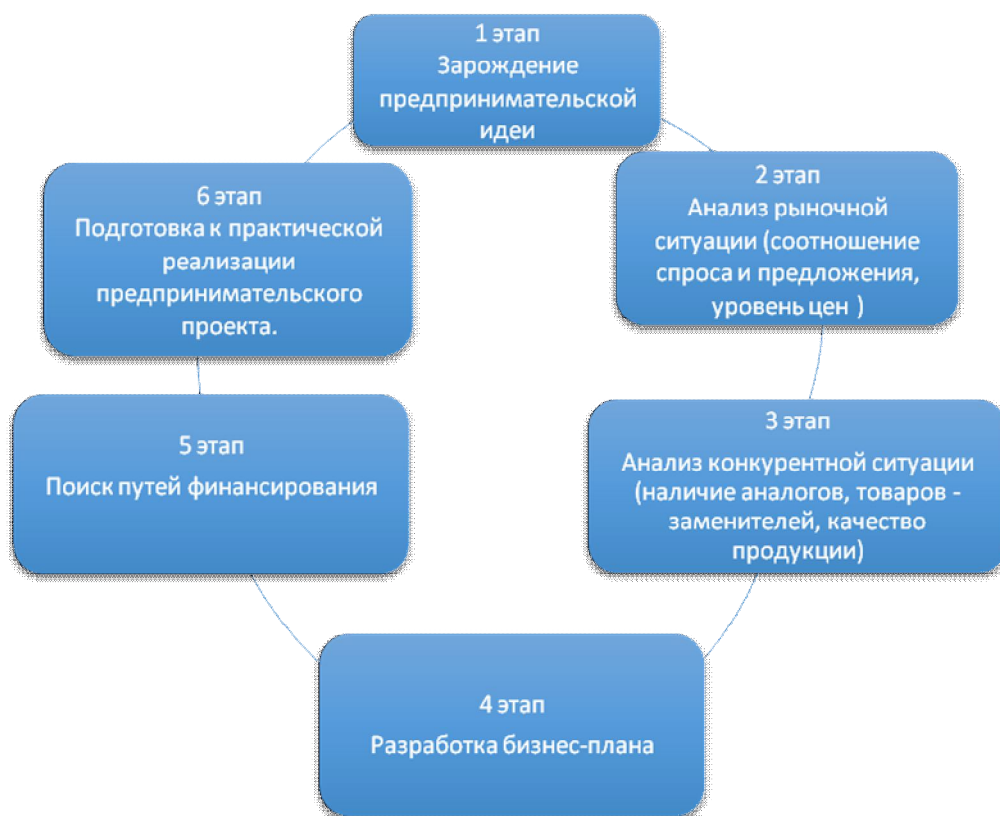 1 этап
Зарождение
предпринимательской
идеи
2 этап
Анализ рыночной
ситуации (соотношение
спроса и предложения,
уровень цен )
3 этап
Анализ конкурентной ситуации
(наличие аналогов, товаров -
заменителей, качество
продукции)
4 этап
Разработка бизнес-плана
5 этап
Поиск путей финансирования
6 этап
Подготовка к практической
реализации
предпринимательского
проекта.